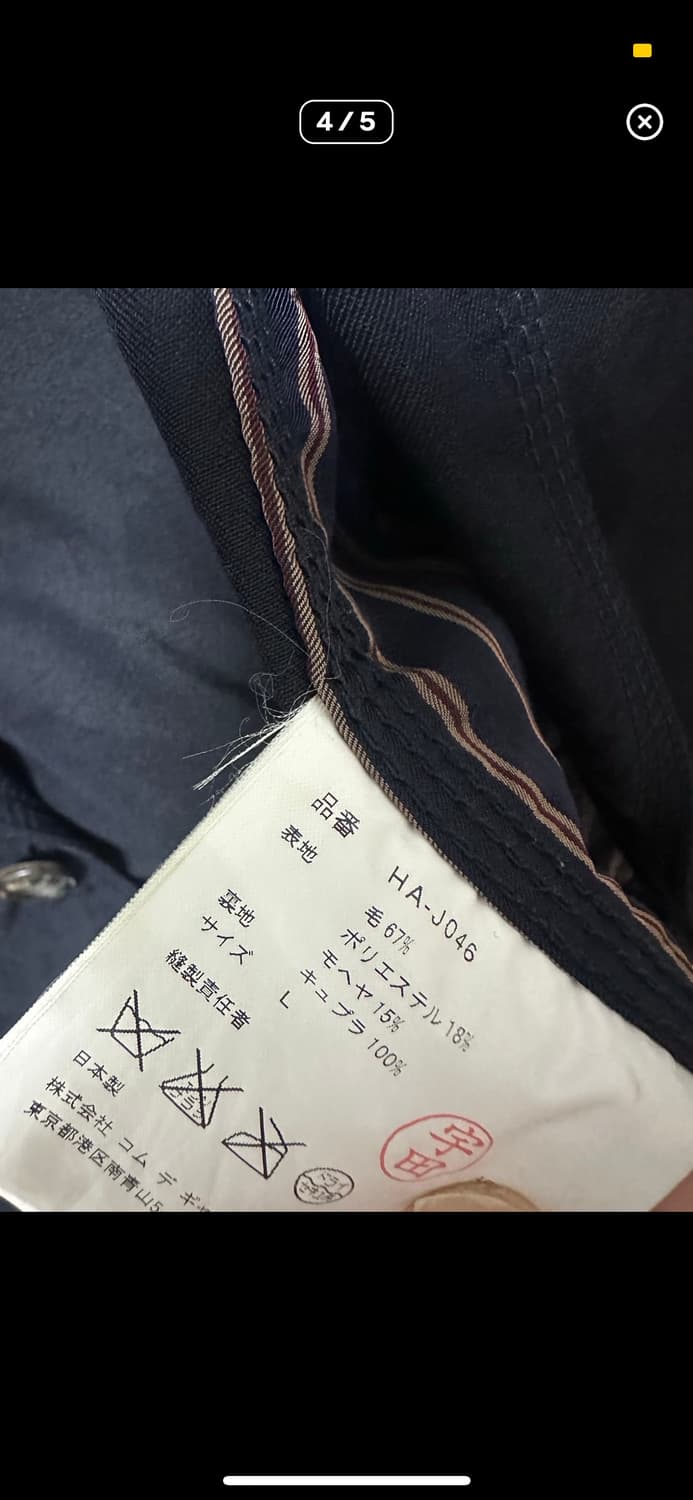 4/5
品番 HA-J046
表地 毛 67%
ポリエステル 18%
モヘヤ 15%
裏地 キュプラ 100%
サイズ L
縫製責任者
宇田
日本製
株式会社 コム デ ギャ
東京都港区南青山5